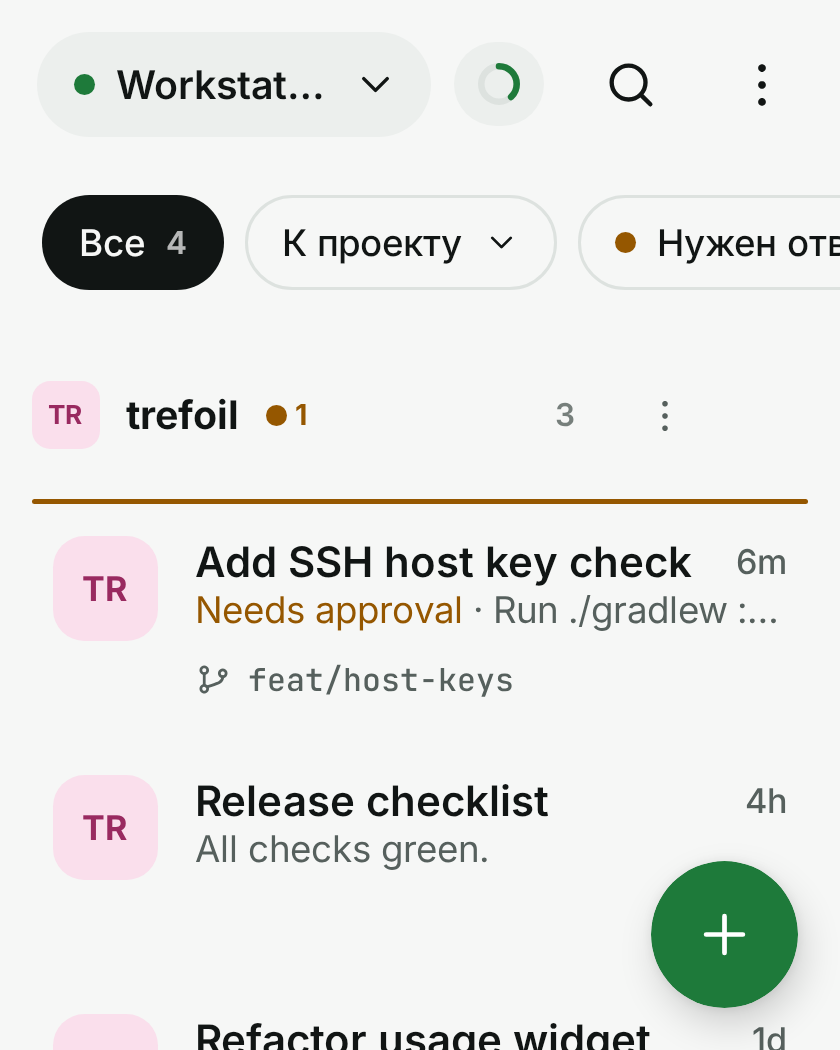 Workstat...
Все 4
К проекту
Нужен отв
TR trefoil 1 3
TR
Add SSH host key check 6m
Needs approval · Run ./gradlew :...
feat/host-keys
TR
Release checklist 4h
All checks green.
Refactor usage widget 1d